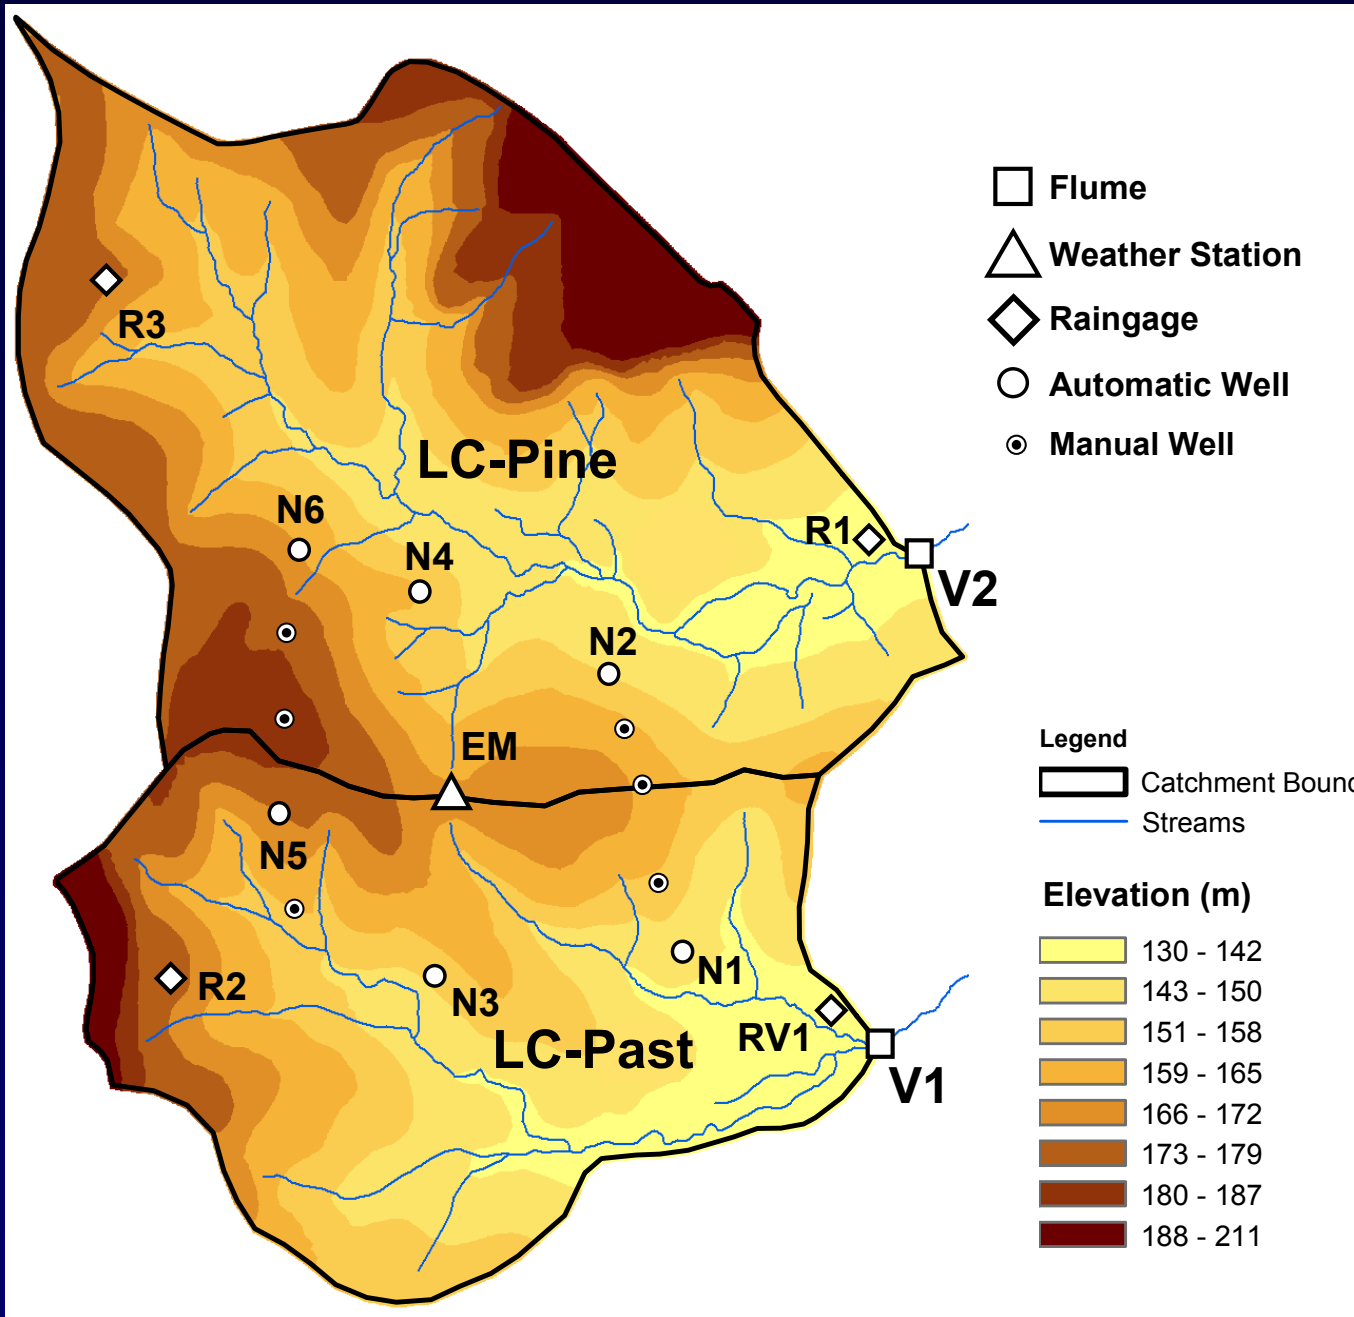 Flume
Weather Station
Raingage
Automatic Well
Manual Well
R3
LC-Pine
N6
N4
R1
V2
N2
EM
N5
R2
N3
N1
RV1
LC-Past
V1
Legend
Catchment Bound
Streams
Elevation (m)
130 - 142
143 - 150
151 - 158
159 - 165
166 - 172
173 - 179
180 - 187
188 - 211